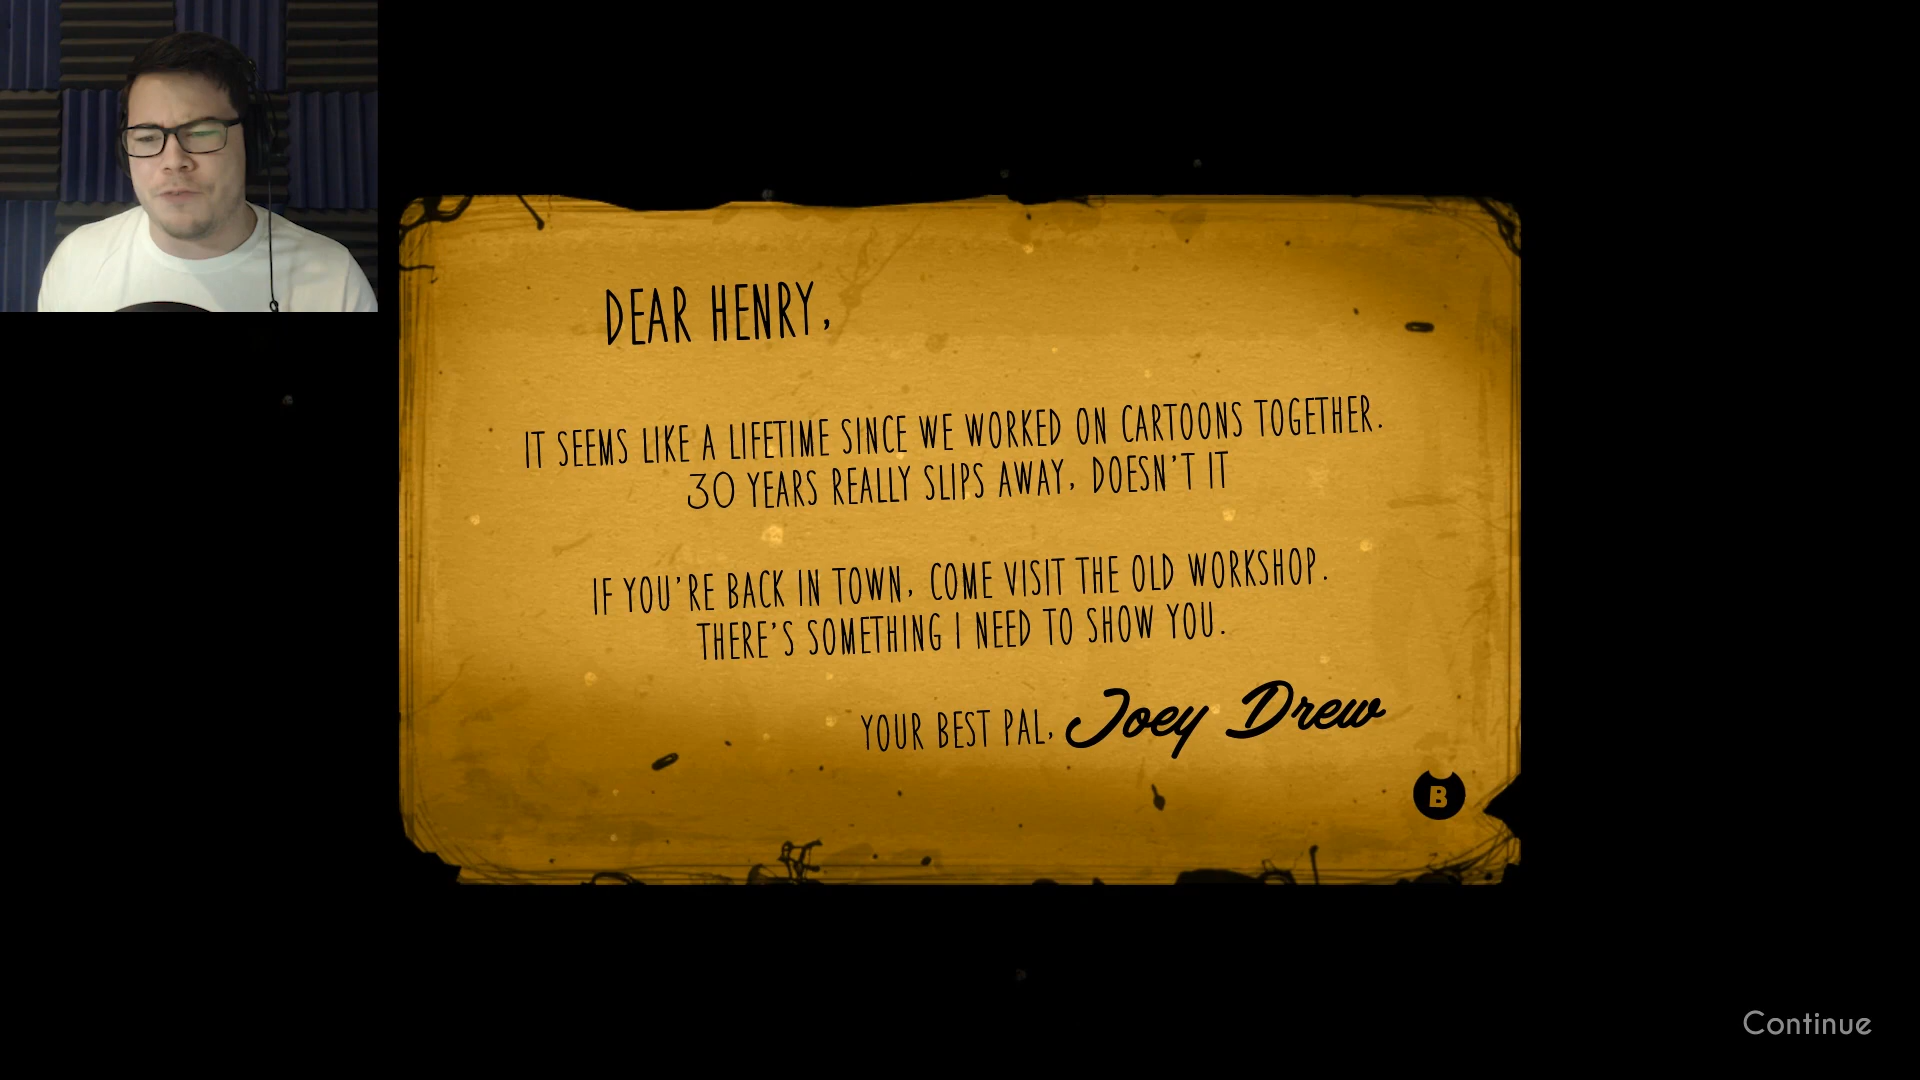 DEAR HENRY,
IT SEEMS LIKE A LIFETIME SINCE WE WORKED ON CARTOONS TOGETHER.
30 YEARS REALLY SLIPS AWAY, DOESN'T IT
IF YOU'RE BACK IN TOWN, COME VISIT THE OLD WORKSHOP.
THERE'S SOMETHING I NEED TO SHOW YOU.
YOUR BEST PAL, Joey Drew
B
Continue